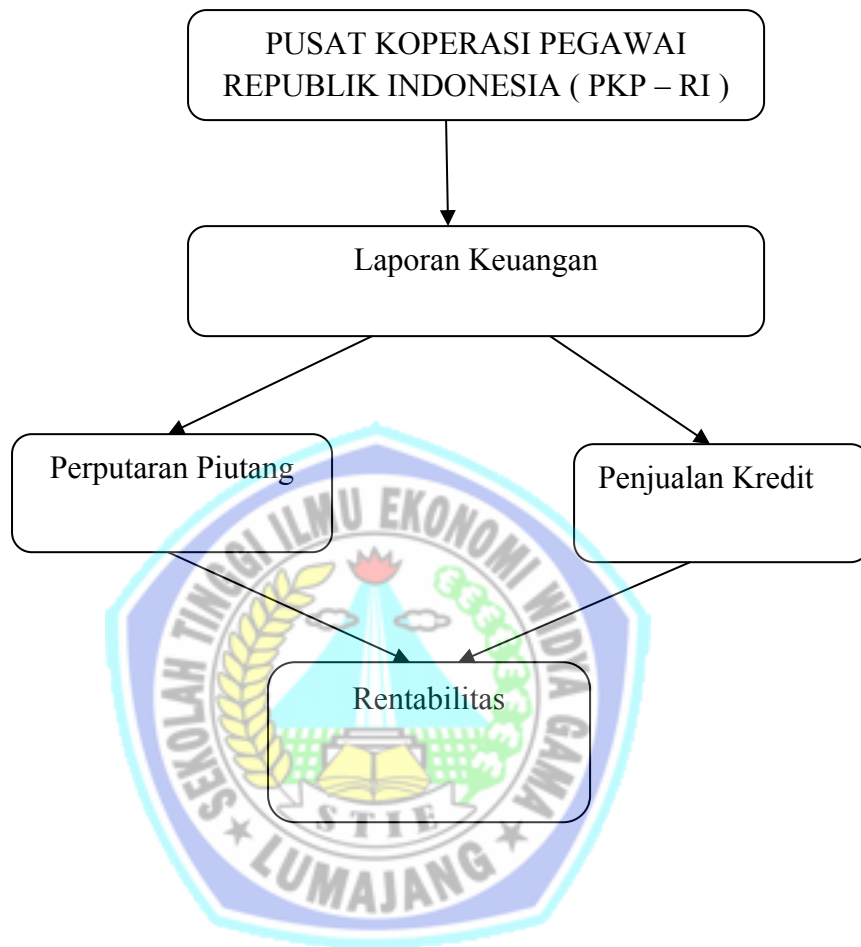 PUSAT KOPERASI PEGAWAI
REPUBLIK INDONESIA ( PKP – RI )
Laporan Keuangan
Perputaran Piutang
Penjualan Kredit
Rentabilitas
SEKOLAH TINGGI ILMU EKONOMI WIDYA GAMA
STIE
LUMAJANG